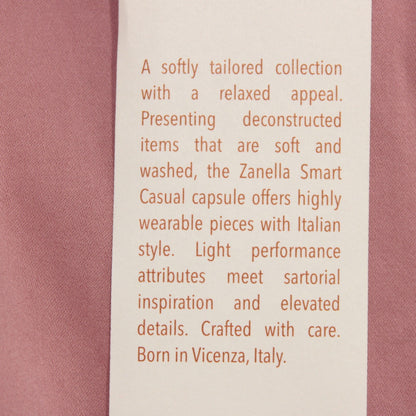 A softly tailored collection
with a relaxed appeal.
Presenting deconstructed
items that are soft and
washed, the Zanella Smart
Casual capsule offers highly
wearable pieces with Italian
style. Light performance
attributes meet sartorial
inspiration and elevated
details. Crafted with care.
Born in Vicenza, Italy.